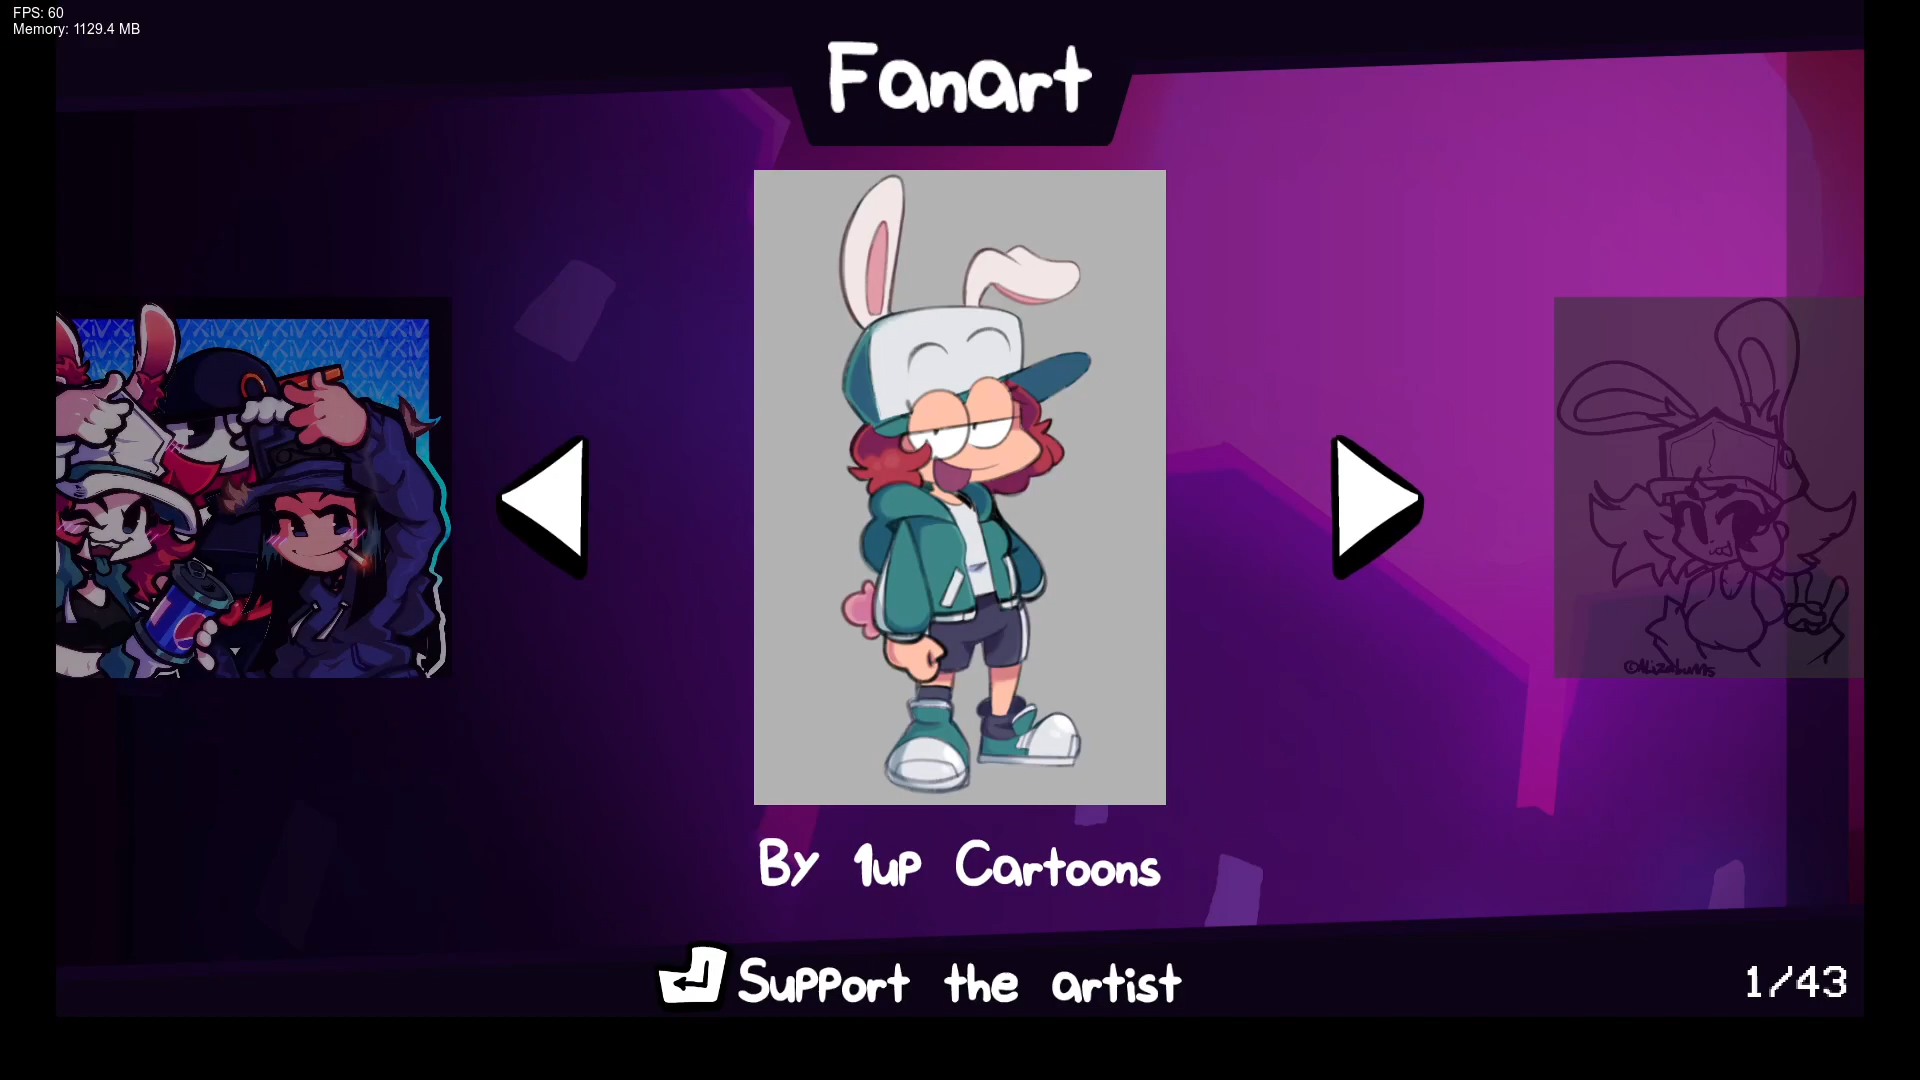 FPS: 60
Memory: 1129.4 MB
Fanart
By 1up Cartoons
Support the artist
1/43